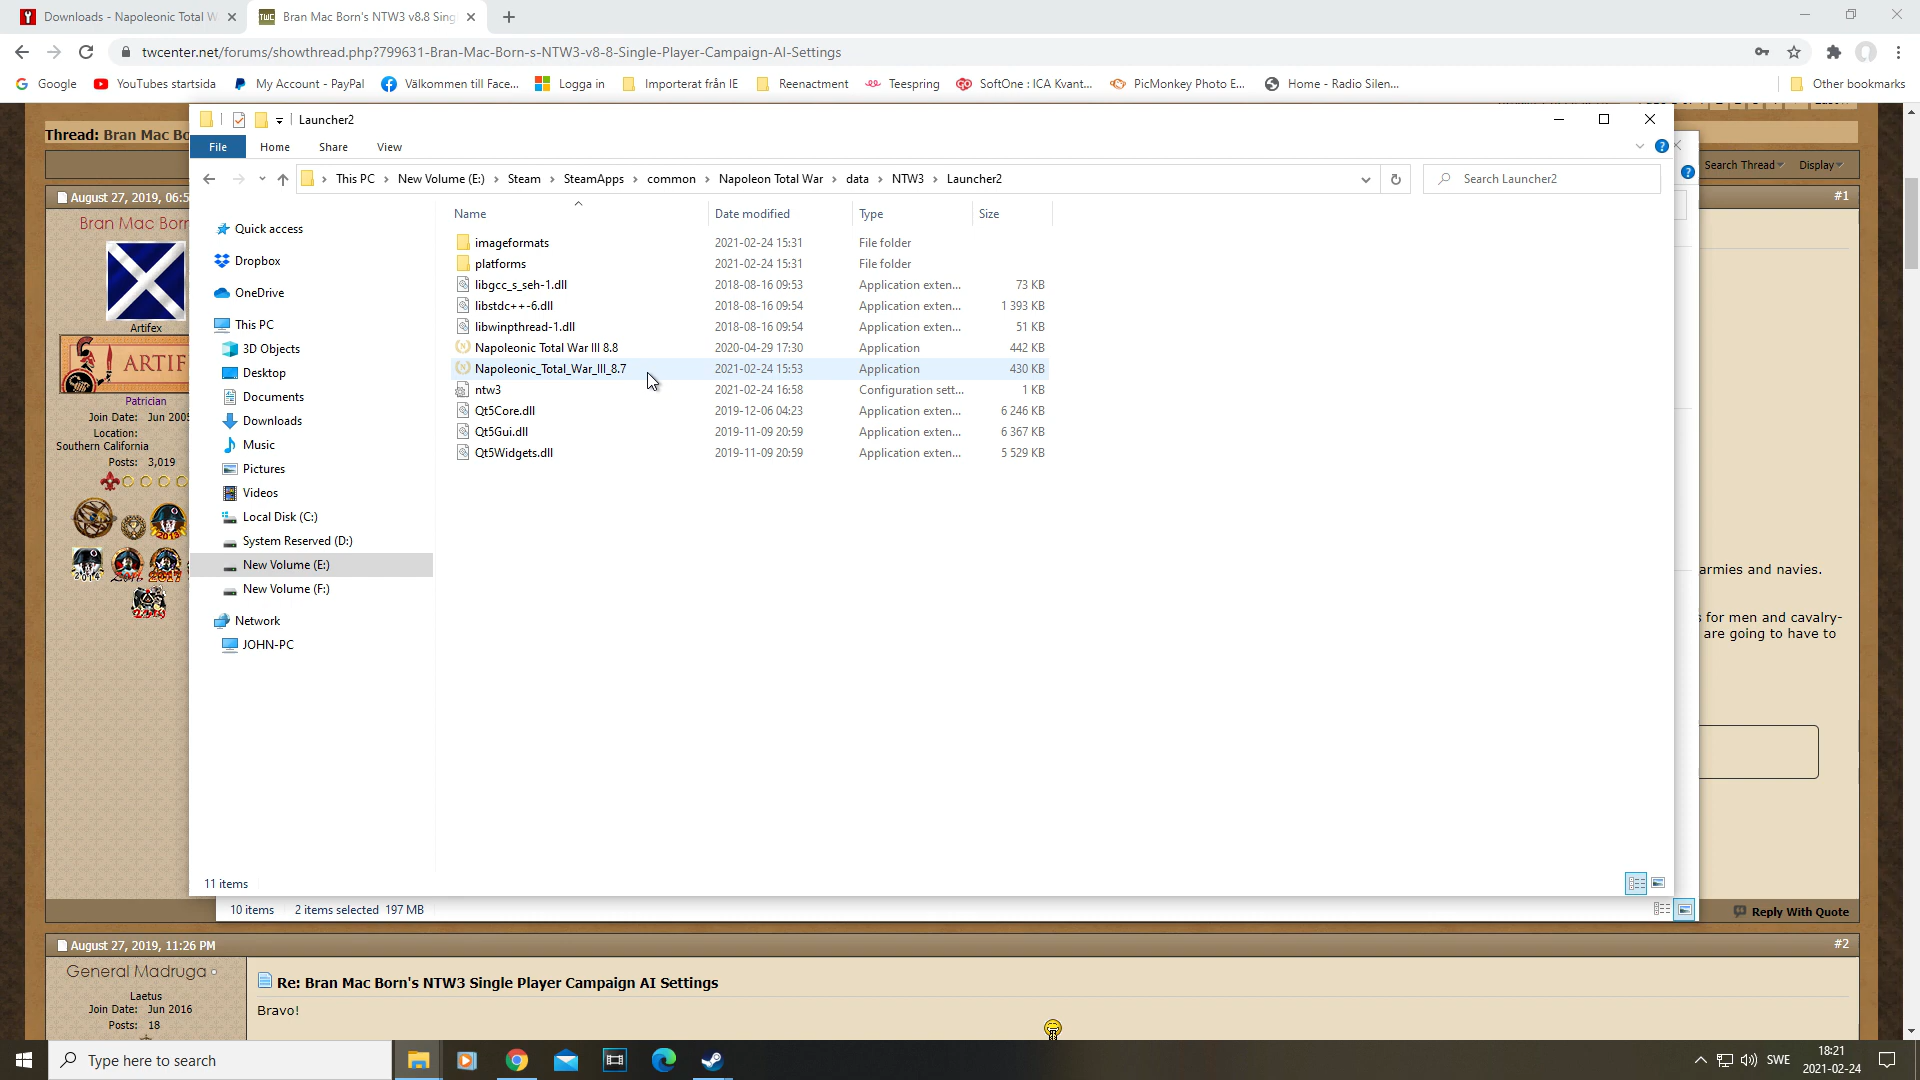 Downloads - Napoleonic Total W
Bran Mac Born's NTW3 v8.8 Sing
twcenter.net/forums/showthread.php?799631-Bran-Mac-Born-s-NTW3-v8-8-Single-Player-Campaign-AI-Settings
Google
YouTubes startsida
My Account - PayPal
Välkommen till Face...
Logga in
Importerat från IE
Reenactment
Teespring
SoftOne : ICA Kvant...
PicMonkey Photo E...
Home - Radio Silen...
Other bookmarks
Thread: Bran Mac Bo
Launcher2
File
Home
Share
View
Search Thread
Display
This PC
New Volume (E:)
Steam
SteamApps
common
Napoleon Total War
data
NTW3
Launcher2
Search Launcher2
August 27, 2019, 06:5
#1
Bran Mac Born
Artifex
ARTIF
Patrician
Join Date: Jun 2005
Location:
Southern California
Posts: 3,019
2013
2014
2017
Quick access
Dropbox
OneDrive
This PC
3D Objects
Desktop
Documents
Downloads
Music
Pictures
Videos
Local Disk (C:)
System Reserved (D:)
New Volume (E:)
New Volume (F:)
Network
JOHN-PC
Name Date modified Type Size
imageformats 2021-02-24 15:31 File folder
platforms 2021-02-24 15:31 File folder
libgcc_s_seh-1.dll 2018-08-16 09:53 Application exten... 73 KB
libstdc++-6.dll 2018-08-16 09:54 Application exten... 1 393 KB
libwinpthread-1.dll 2018-08-16 09:54 Application exten... 51 KB
Napoleonic Total War III 8.8 2020-04-29 17:30 Application 442 KB
Napoleonic_Total_War_III_8.7 2021-02-24 15:53 Application 430 KB
ntw3 2021-02-24 16:58 Configuration sett... 1 KB
Qt5Core.dll 2019-12-06 04:23 Application exten... 6 246 KB
Qt5Gui.dll 2019-11-09 20:59 Application exten... 6 367 KB
Qt5Widgets.dll 2019-11-09 20:59 Application exten... 5 529 KB
armies and navies.
s for men and cavalry-
are going to have to
11 items
10 items 2 items selected 197 MB
Reply With Quote
August 27, 2019, 11:26 PM
#2
General Madruga
Laetus
Join Date: Jun 2016
Posts: 18
Re: Bran Mac Born's NTW3 Single Player Campaign AI Settings
Bravo!
Type here to search
SWE
18:21
2021-02-24